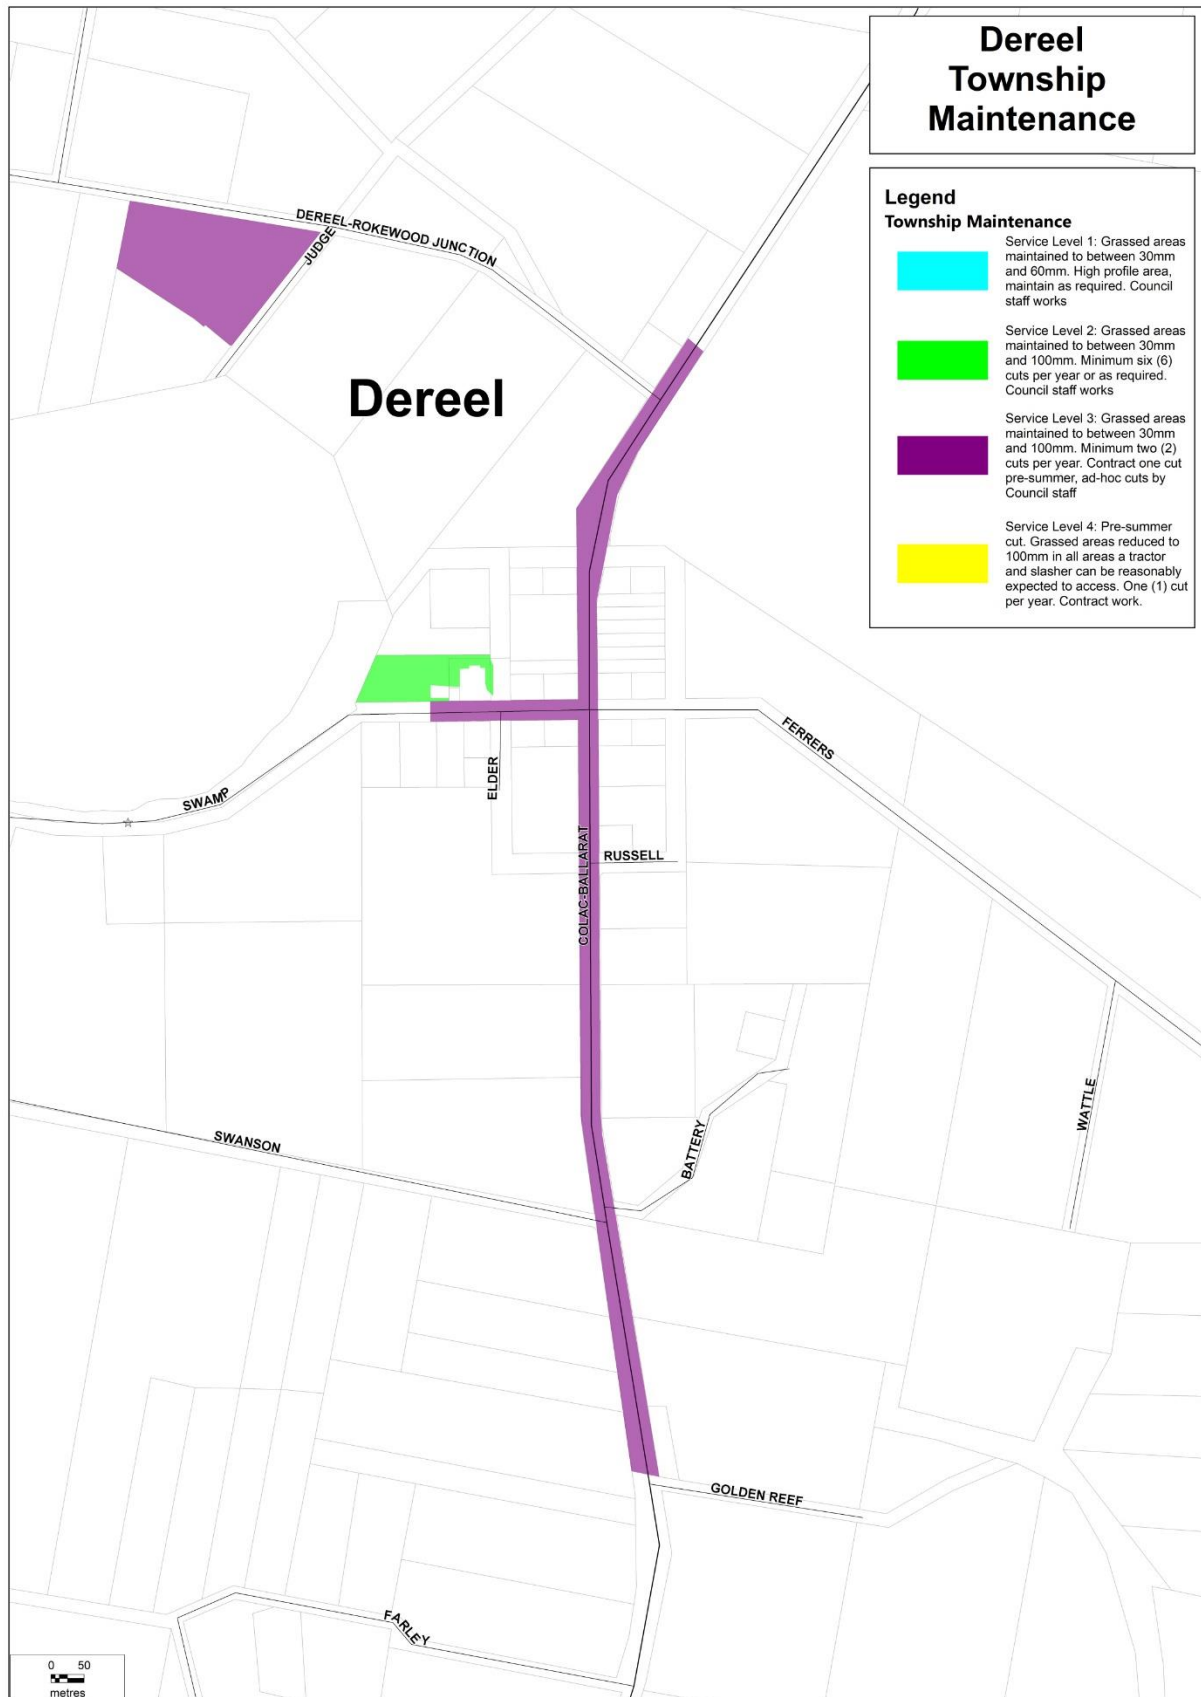 Dereel
Township
Maintenance
Legend
Township Maintenance
Service Level 1: Grassed areas
maintained to between 30mm
and 60mm. High profile area,
maintain as required. Council
staff works
Service Level 2: Grassed areas
maintained to between 30mm
and 100mm. Minimum six (6)
cuts per year or as required.
Council staff works
Service Level 3: Grassed areas
maintained to between 30mm
and 100mm. Minimum two (2)
cuts per year. Contract one cut
pre-summer, ad-hoc cuts by
Council staff
Service Level 4: Pre-summer
cut. Grassed areas reduced to
100mm in all areas a tractor
and slasher can be reasonably
expected to access. One (1) cut
per year. Contract work.
DEREEL-ROKEWOOD JUNCTION
JUDGE
Dereel
FERRERS
ELDER
SWAMP
COLAC-BALLARAT
RUSSELL
WATTLE
BATTERY
SWANSON
GOLDEN REEF
FARLEY
0 50
metres